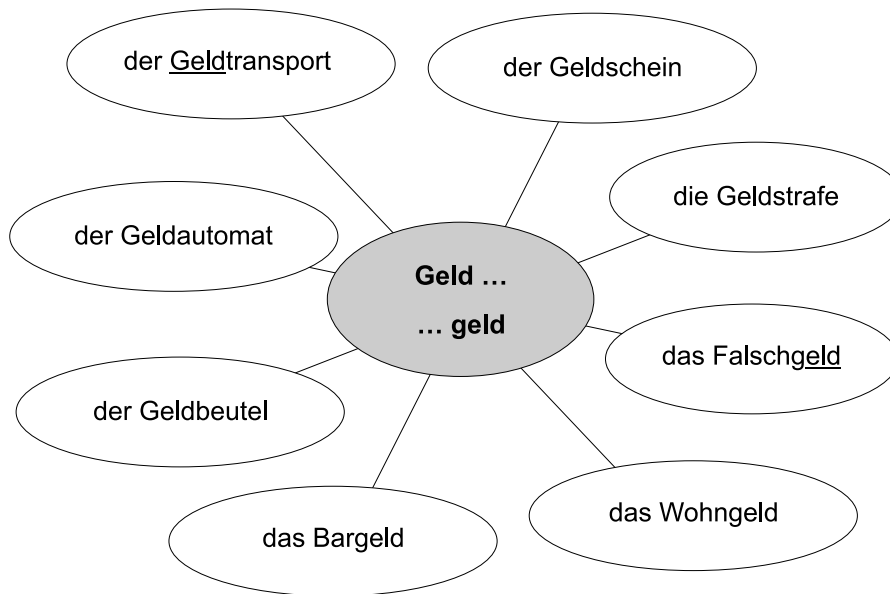 der Geldtransport
der Geldschein
die Geldstrafe
der Geldautomat
Geld ...
... geld
das Falschgeld
der Geldbeutel
das Wohngeld
das Bargeld